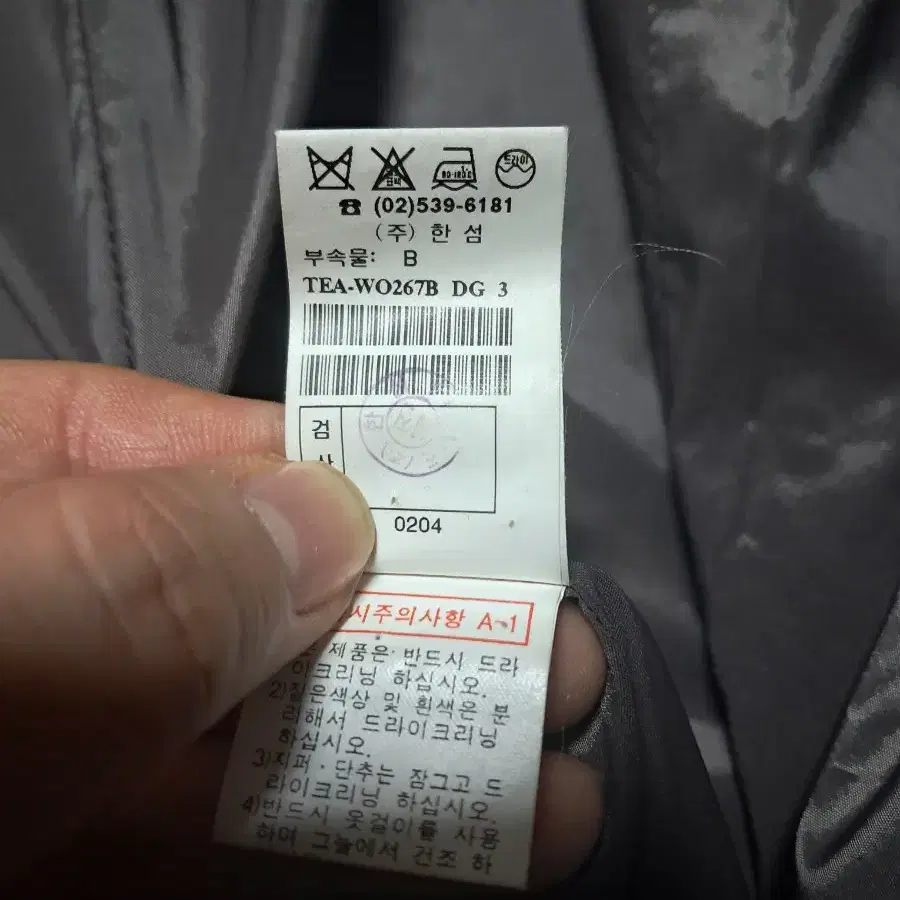 드라이
(02)539-6181
(주) 한 섬
부속물: B
TEA-WO267B DG 3
검
0204
시주의사항 A-1
제품은 반드시 드라
이크리닝 하십시오.
2)짙은색상 및 흰색은 분
리해서 드라이크리닝
하십시오.
3)지퍼·단추는 잠그고 드
라이크리닝 하십시오.
4)반드시 옷걸이를 사용
하며 그늘에서 건조 하